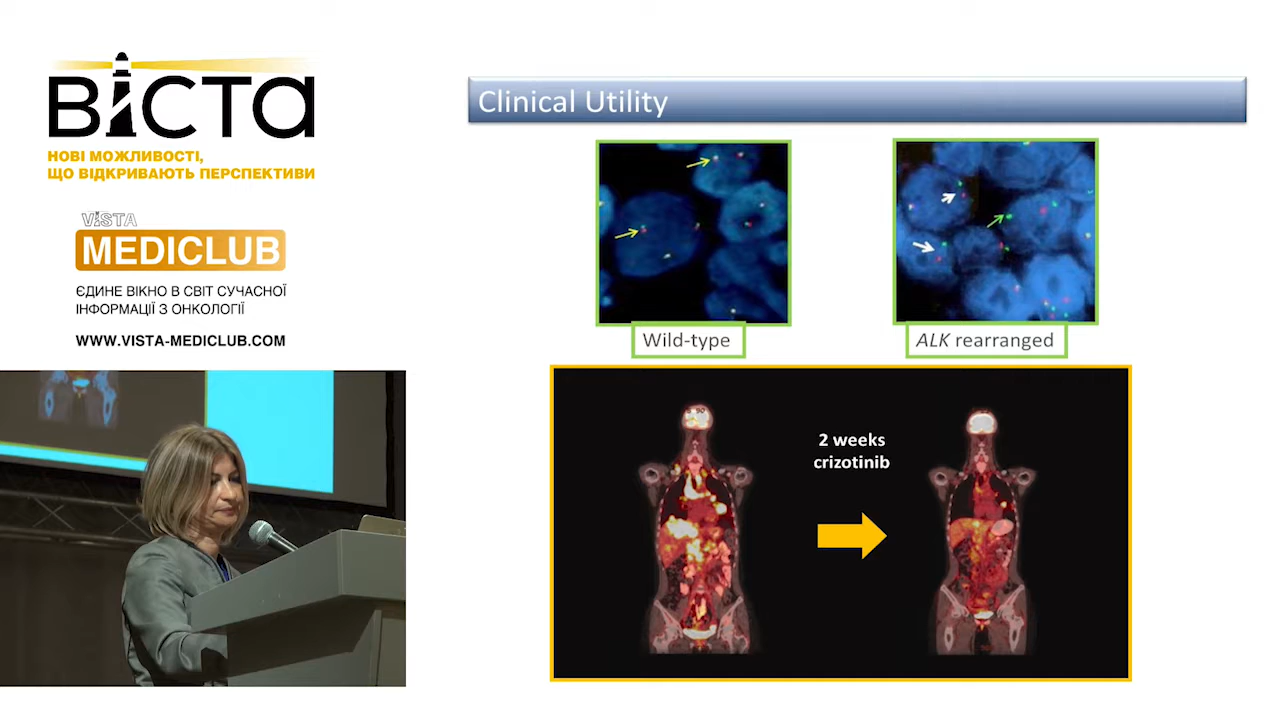 ВІСТА
НОВІ МОЖЛИВОСТІ,
ЩО ВІДКРИВАЮТЬ ПЕРСПЕКТИВИ
ViSTA
MEDICLUB
ЄДИНЕ ВІКНО В СВІТ СУЧАСНОЇ
ІНФОРМАЦІЇ З ОНКОЛОГІЇ
WWW.VISTA-MEDICLUB.COM
Clinical Utility
Wild-type
ALK rearranged
2 weeks
crizotinib